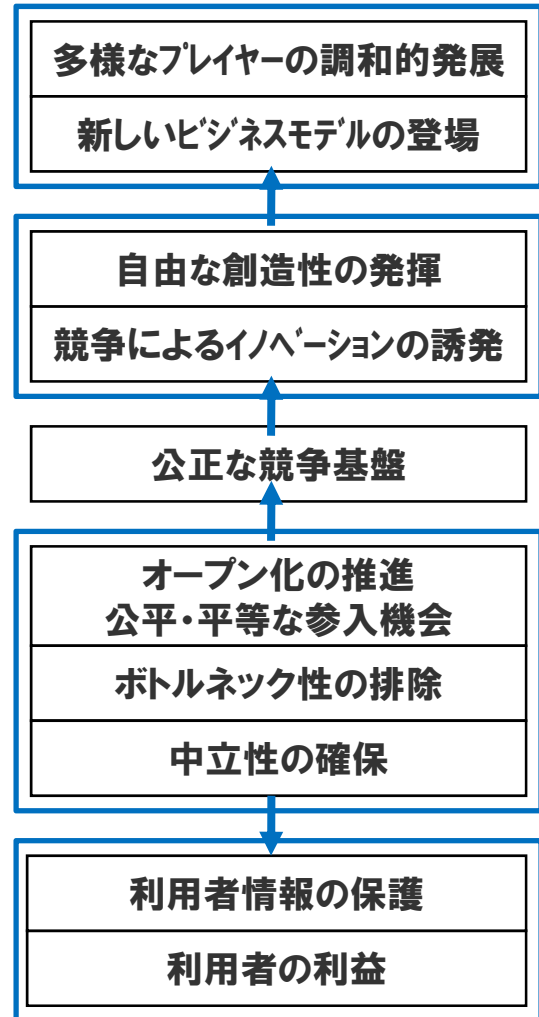 多様なプレイヤーの調和的発展
新しいビジネスモデルの登場
自由な創造性の発揮
競争によるイノベーションの誘発
公正な競争基盤
オープン化の推進
公平・平等な参入機会
ボトルネック性の排除
中立性の確保
利用者情報の保護
利用者の利益